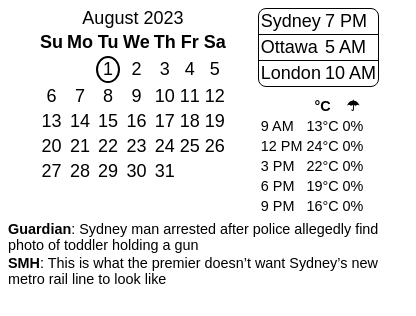 August 2023
Su Mo Tu We Th Fr Sa
1 2 3 4 5
6 7 8 9 10 11 12
13 14 15 16 17 18 19
20 21 22 23 24 25 26
27 28 29 30 31
Sydney 7 PM
Ottawa 5 AM
London 10 AM
°C ☂
9 AM 13°C 0%
12 PM 24°C 0%
3 PM 22°C 0%
6 PM 19°C 0%
9 PM 16°C 0%
Guardian: Sydney man arrested after police allegedly find
photo of toddler holding a gun
SMH: This is what the premier doesn’t want Sydney’s new
metro rail line to look like